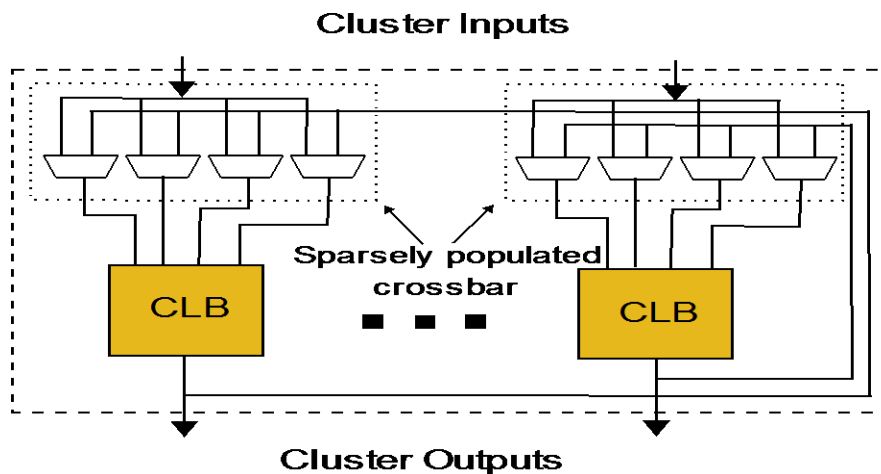 Cluster Inputs
Sparsely populated
crossbar
CLB
CLB
Cluster Outputs